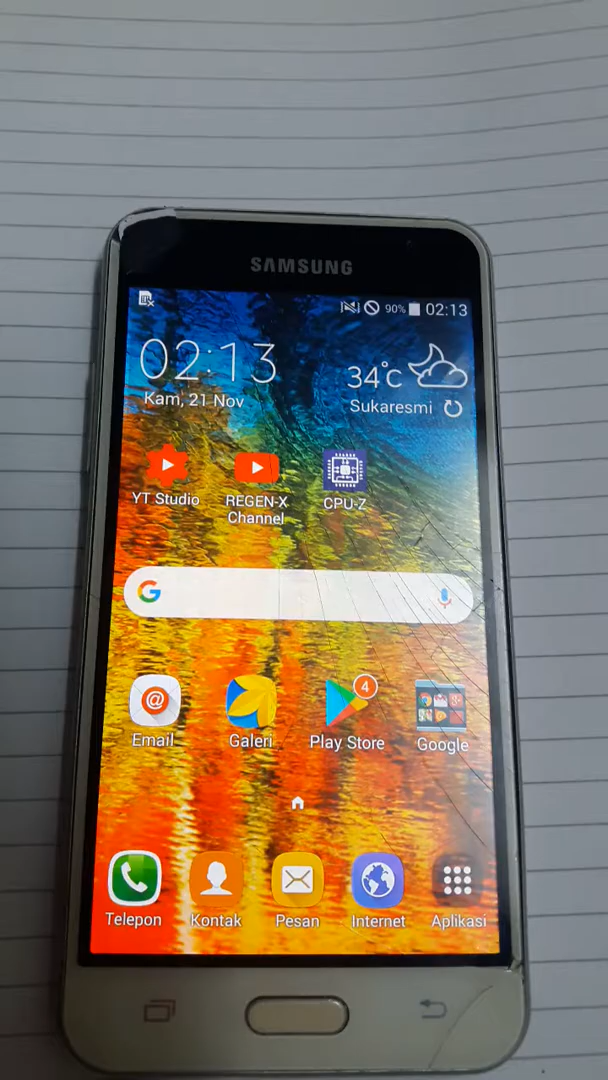 SAMSUNG
90% 02:13
02:13
Kam, 21 Nov
34°c
Sukaresmi
YT Studio
REGEN-X
Channel
CPU-Z
G
@
4
Email
Galeri
Play Store
Google
Telepon
Kontak
Pesan
Internet
Aplikasi